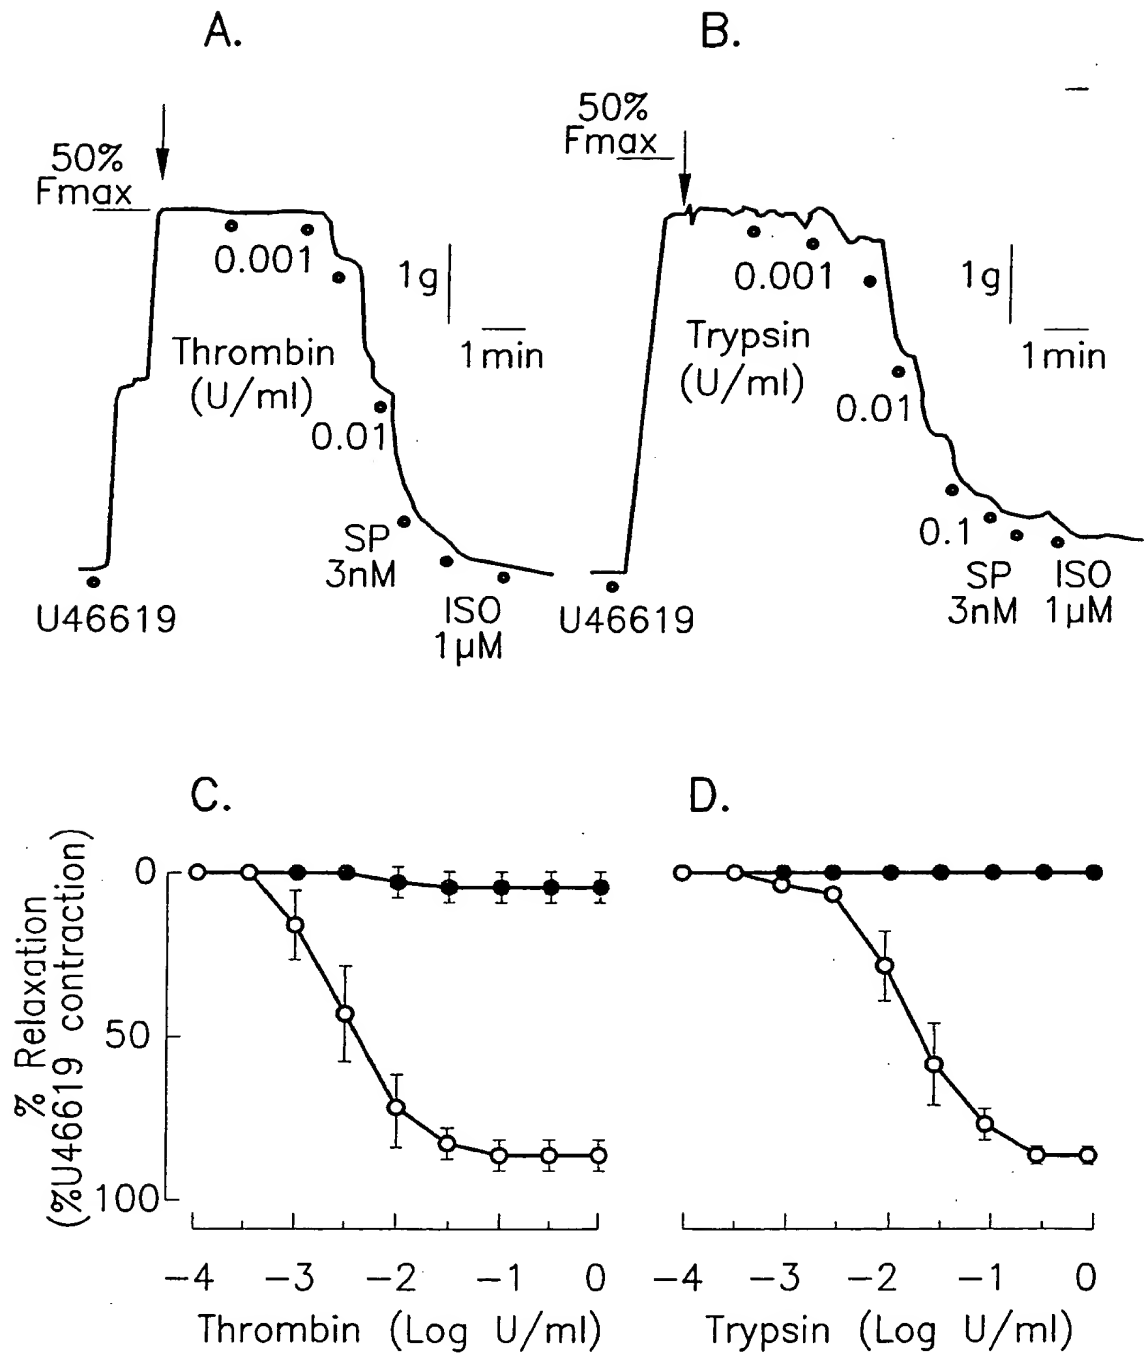 A.
50%
Fmax
0.001
1g
1min
Thrombin
(U/ml)
0.01
SP
3nM
U46619
ISO
1μM
B.
50%
Fmax
0.001
1g
1min
Trypsin
(U/ml)
0.01
0.1
SP
3nM
ISO
1μM
U46619
C.
% Relaxation
(%U46619 contraction)
0
50
100
-4 -3 -2 -1 0
Thrombin (Log U/ml)
D.
-4 -3 -2 -1 0
Trypsin (Log U/ml)